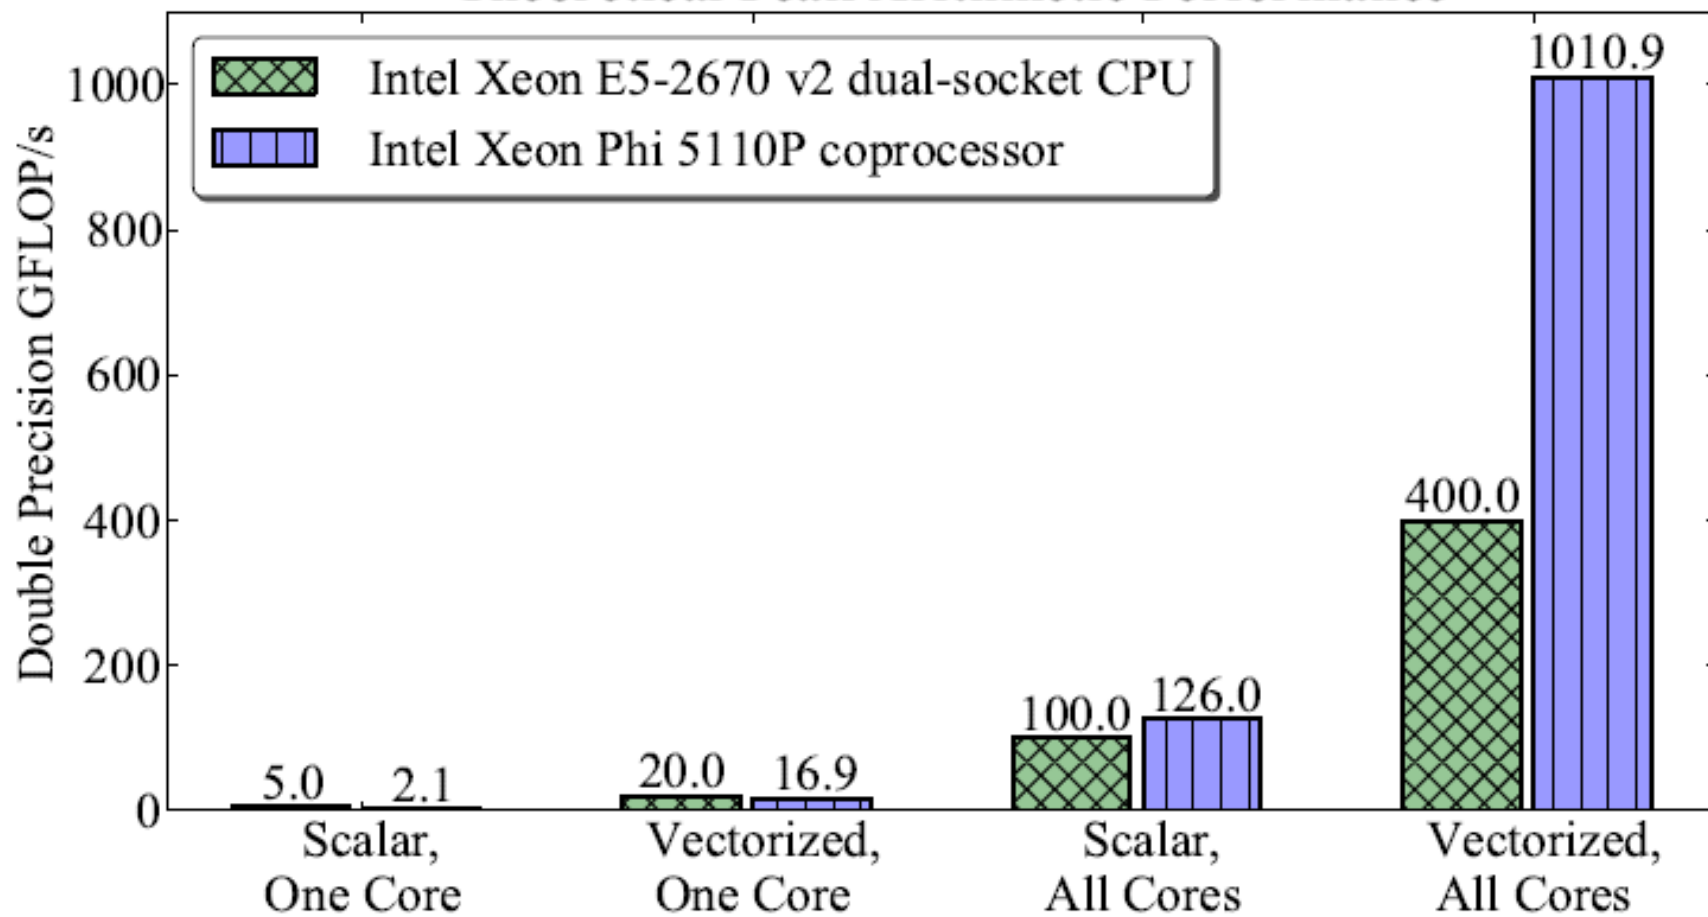 Intel Xeon E5-2670 v2 dual-socket CPU
Intel Xeon Phi 5110P coprocessor
Double Precision GFLOP/s
1000
800
600
400
200
0
5.0
2.1
20.0
16.9
100.0
126.0
400.0
1010.9
Scalar,
One Core
Vectorized,
One Core
Scalar,
All Cores
Vectorized,
All Cores